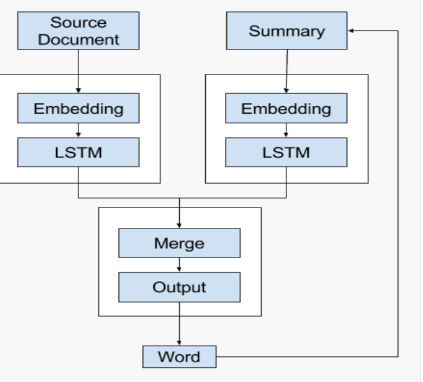 Source
Document
Summary
Embedding
LSTM
Embedding
LSTM
Merge
Output
Word